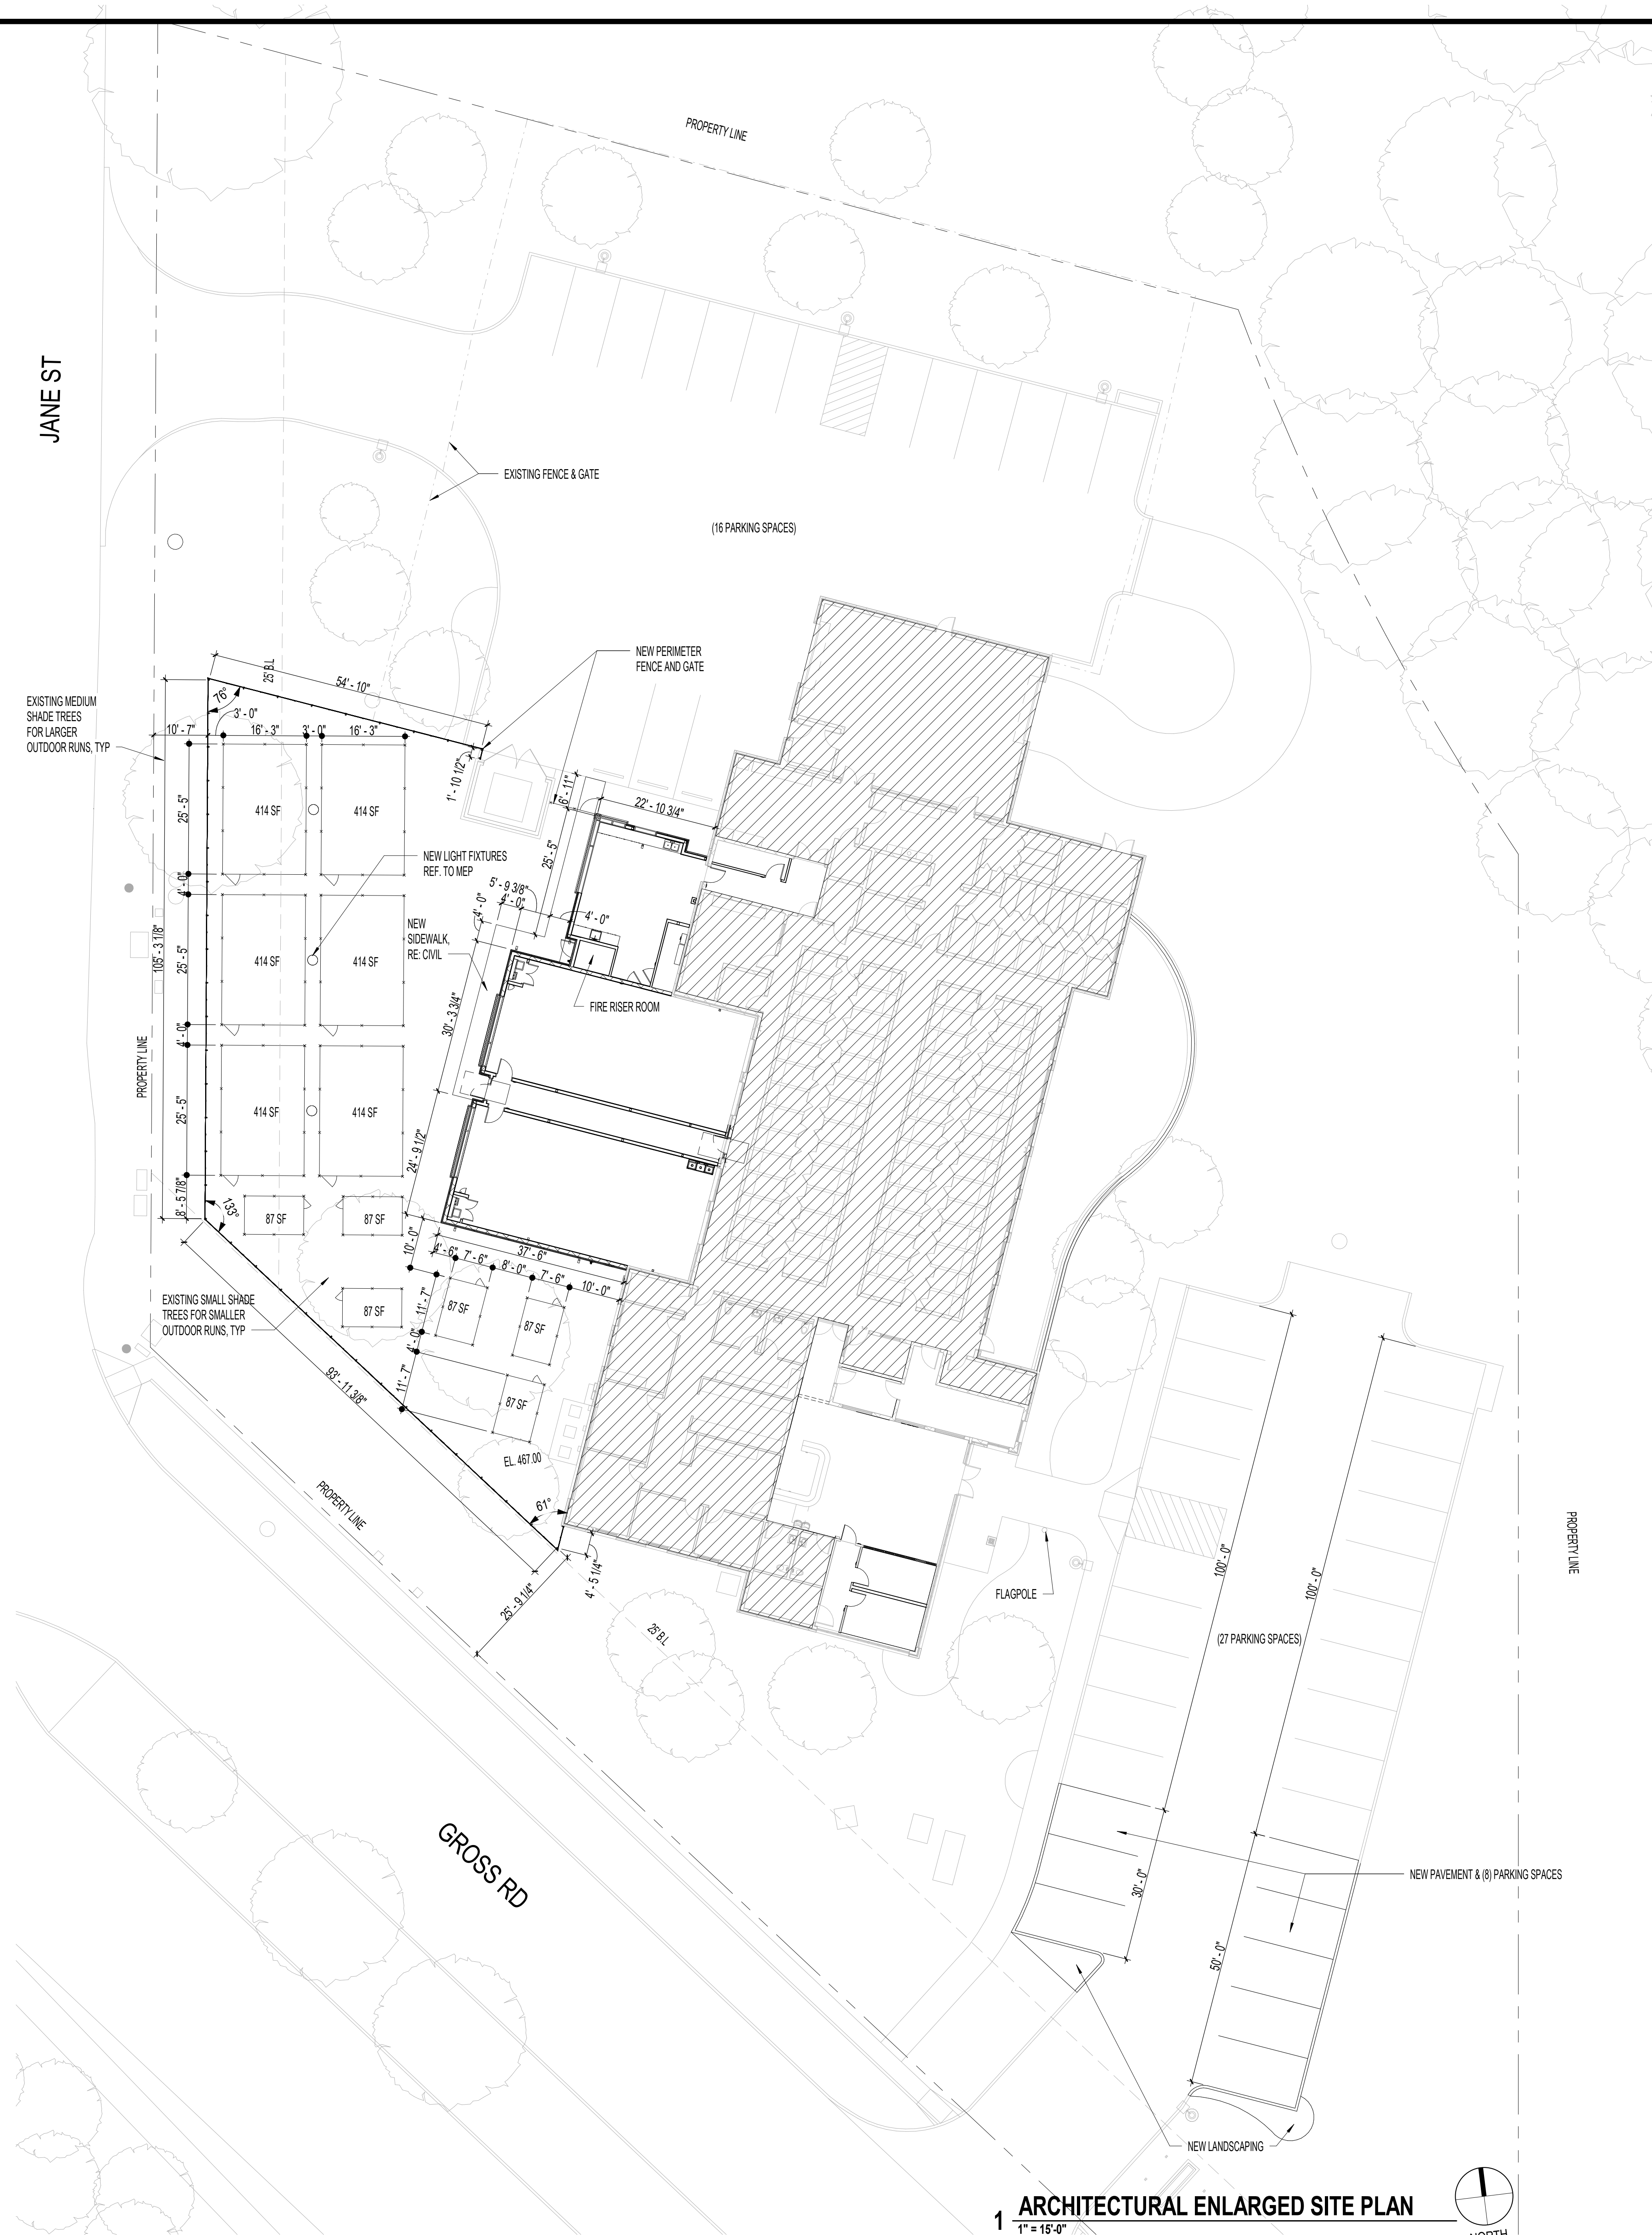 PROPERTY LINE
JANE ST
EXISTING FENCE & GATE
(16 PARKING SPACES)
NEW PERIMETER
FENCE AND GATE
25' B.L
54' - 10"
76°
EXISTING MEDIUM
SHADE TREES
FOR LARGER
OUTDOOR RUNS, TYP
3' - 0"
10' - 7"
16' - 3"
3' - 0"
16' - 3"
1' - 10 1/2"
6' - 11"
22' - 10 3/4"
25' - 5"
414 SF
414 SF
25' - 5"
NEW LIGHT FIXTURES
REF. TO MEP
5' - 9 3/8"
4' - 0"
4' - 0"
4' - 0"
4' - 0"
NEW
SIDEWALK,
RE: CIVIL
105' - 3 1/8"
25' - 5"
414 SF
414 SF
FIRE RISER ROOM
30' - 3 3/4"
4' - 0"
PROPERTY LINE
25' - 5"
414 SF
414 SF
24' - 9 1/2"
8' - 5 7/8"
133°
87 SF
87 SF
10' - 0"
37' - 6"
4' - 6"
7' - 6"
8' - 0"
7' - 6"
10' - 0"
EXISTING SMALL SHADE
TREES FOR SMALLER
OUTDOOR RUNS, TYP
87 SF
11' - 7"
87 SF
87 SF
4' - 0"
11' - 7"
87 SF
93' - 11 3/8"
EL. 467.00
61°
PROPERTY LINE
4' - 5 1/4"
25' - 9 1/4"
25' B.L
FLAGPOLE
100' - 0"
100' - 0"
PROPERTY LINE
(27 PARKING SPACES)
GROSS RD
NEW PAVEMENT & (8) PARKING SPACES
30' - 0"
50' - 0"
NEW LANDSCAPING
1 ARCHITECTURAL ENLARGED SITE PLAN
1" = 15'-0"
NORTH